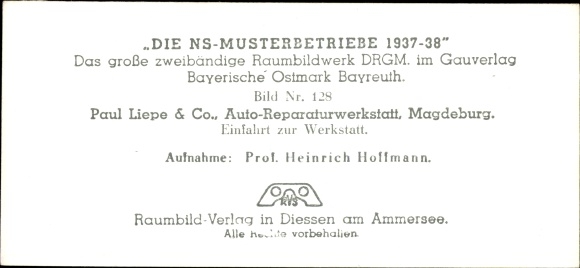 „DIE NS-MUSTERBETRIEBE 1937-38"
Das große zweibändige Raumbildwerk DRGM. im Gauverlag
Bayerische Ostmark Bayreuth.
Bild Nr. 128
Paul Liepe & Co., Auto-Reparaturwerkstatt, Magdeburg.
Einfahrt zur Werkstatt.
Aufnahme: Prof. Heinrich Hoffmann.
Raumbild-Verlag in Diessen am Ammersee.
Alle Rechte vorbehalten.